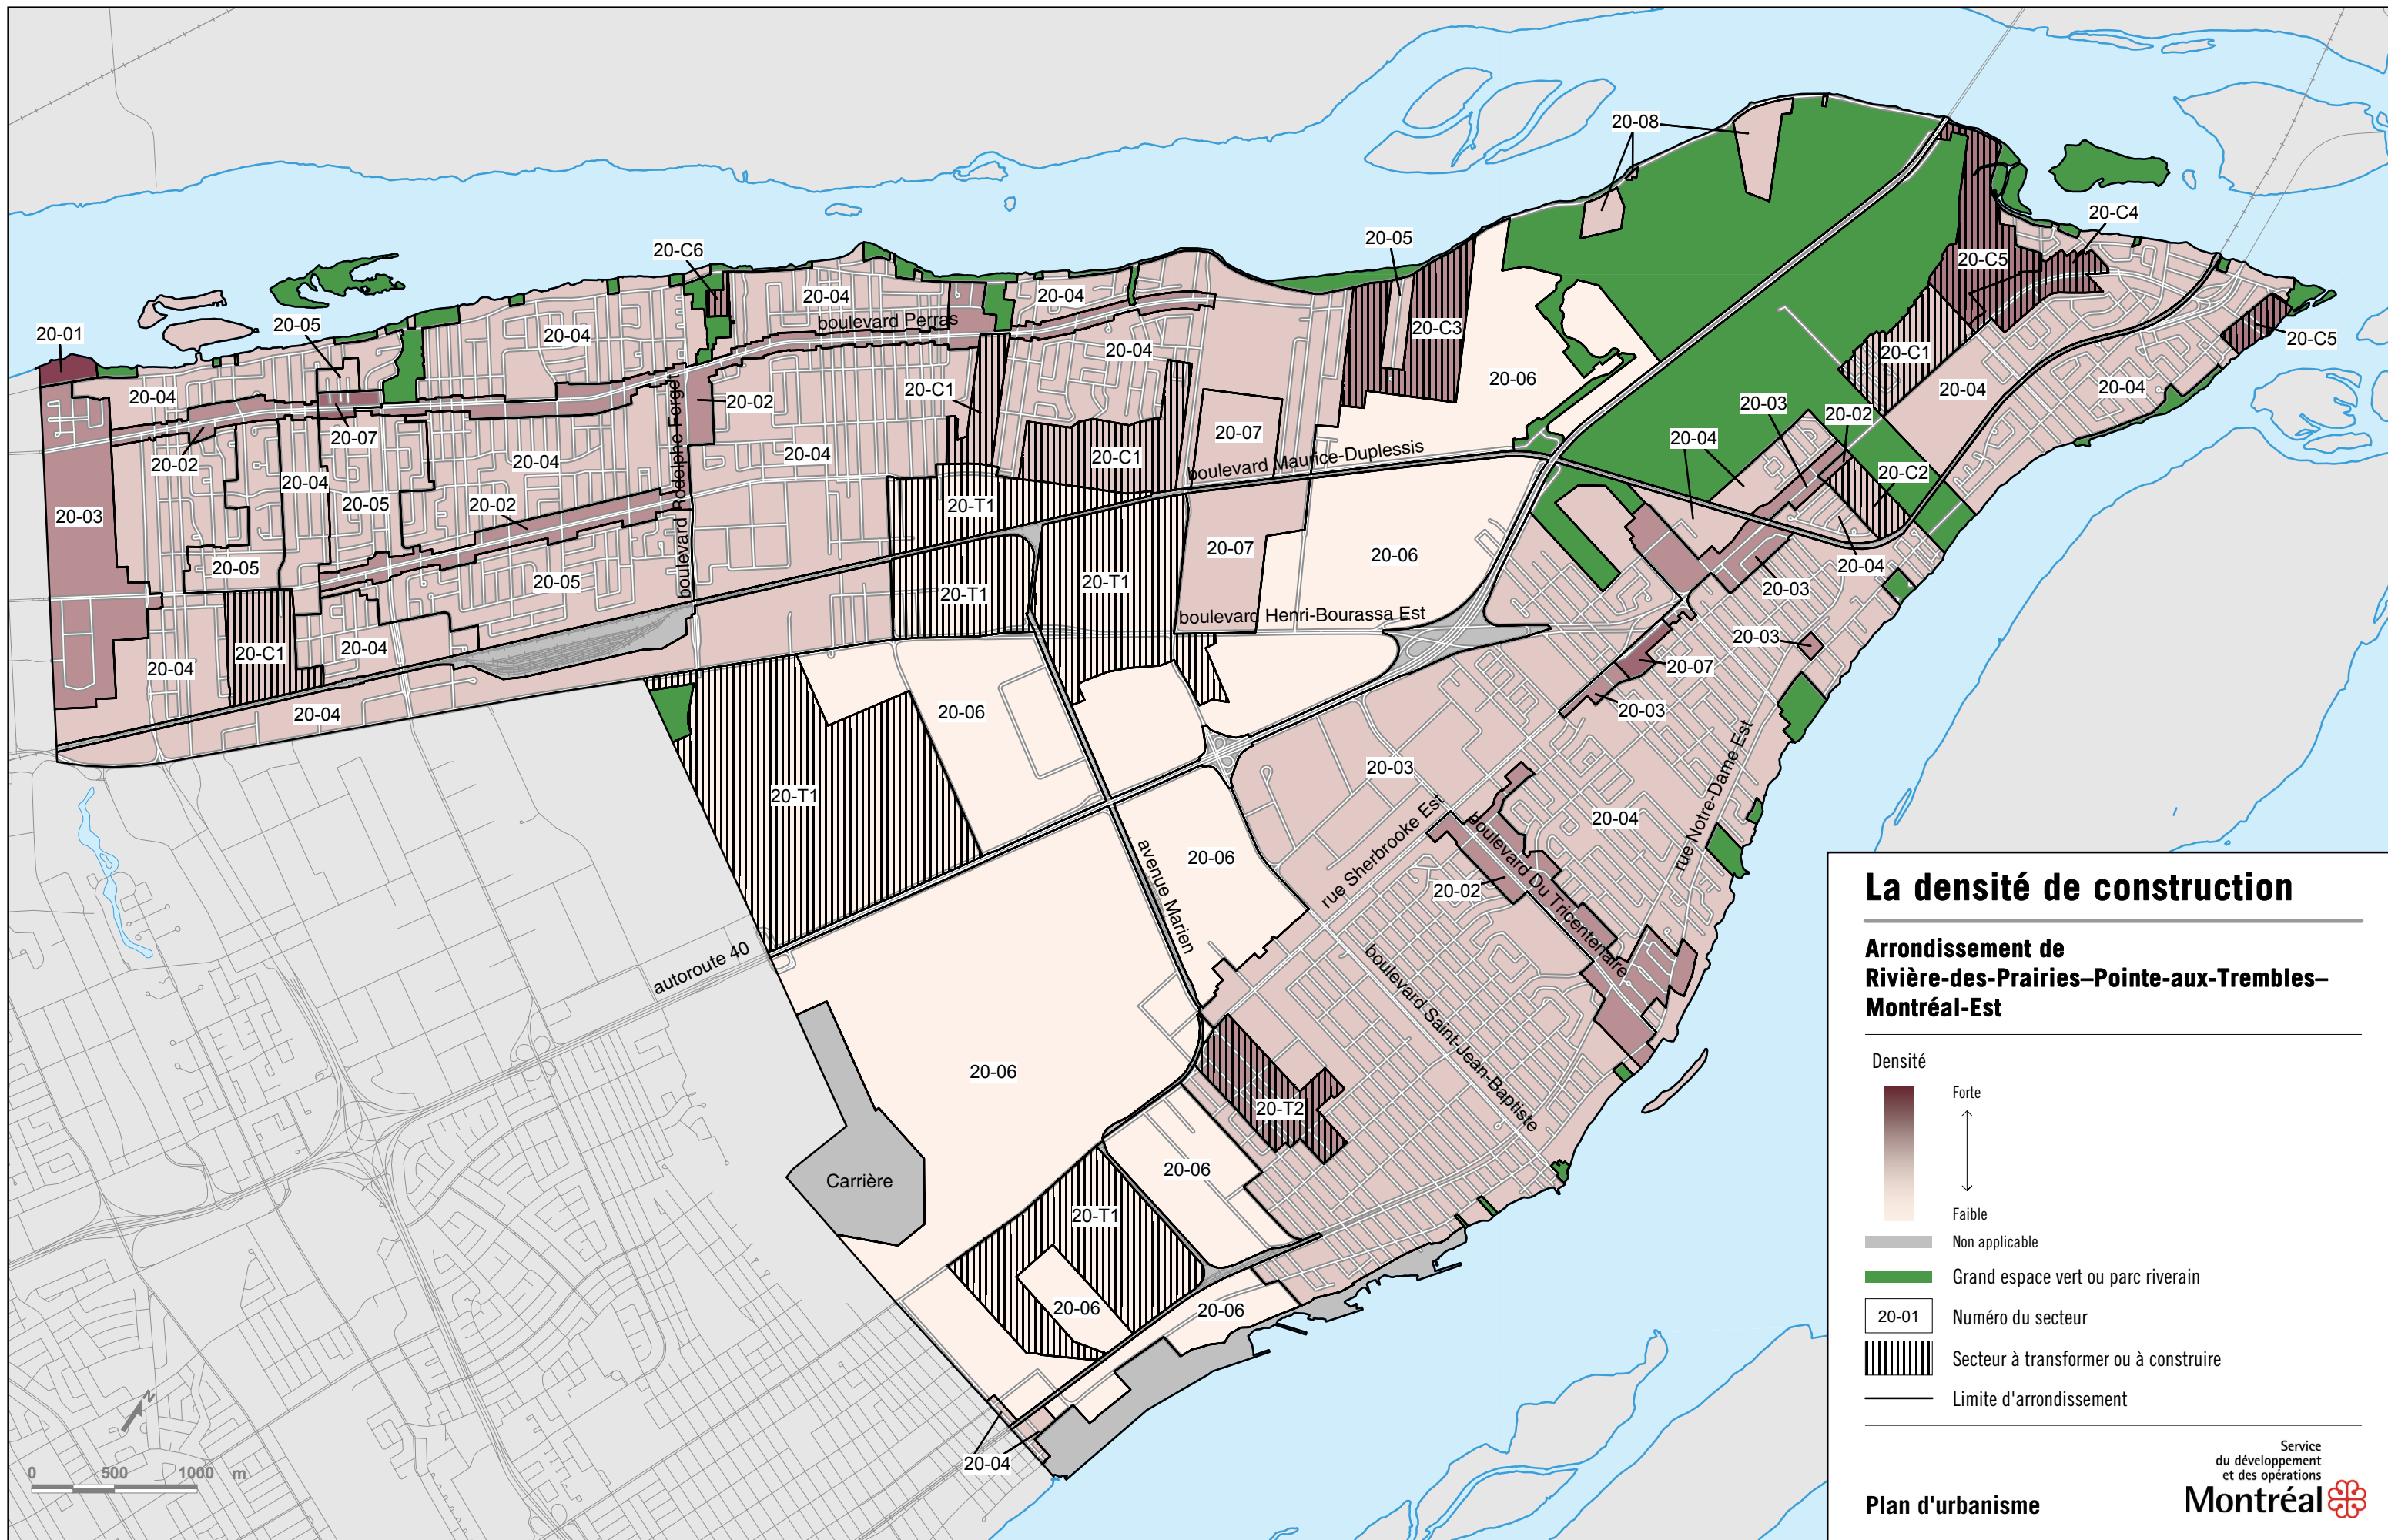 20-08
20-C4
20-C6
20-05
20-C5
20-04
20-04
boulevard Perras
20-01
20-05
20-04
20-C3
20-C5
20-04
20-C1
20-06
20-04
20-C1
20-04
20-04
20-02
20-03
20-02
20-07
20-07
20-04
20-02
20-04
20-C1
boulevard Maurice-Duplessis
20-C2
20-04
20-05
20-02
20-T1
20-03
boulevard Rodolphe Forget
20-07
20-06
20-04
20-05
20-05
20-T1
20-T1
20-03
boulevard Henri-Bourassa Est
20-03
20-C1
20-04
20-04
20-07
20-04
20-06
20-03
20-T1
20-03
20-04
rue Notre-Dame Est
rue Sherbrooke Est
boulevard Du Tricentenaire
20-06
avenue Marien
20-02
autoroute 40
boulevard Saint-Jean-Baptiste
20-06
20-T2
Carrière
20-06
20-T1
20-06
20-06
20-04
N
0 500 1000 m
La densité de construction
Arrondissement de
Rivière-des-Prairies–Pointe-aux-Trembles–
Montréal-Est
Densité
Forte
Faible
Non applicable
Grand espace vert ou parc riverain
20-01 Numéro du secteur
Secteur à transformer ou à construire
Limite d'arrondissement
Service
du développement
et des opérations
Plan d'urbanisme
Montréal